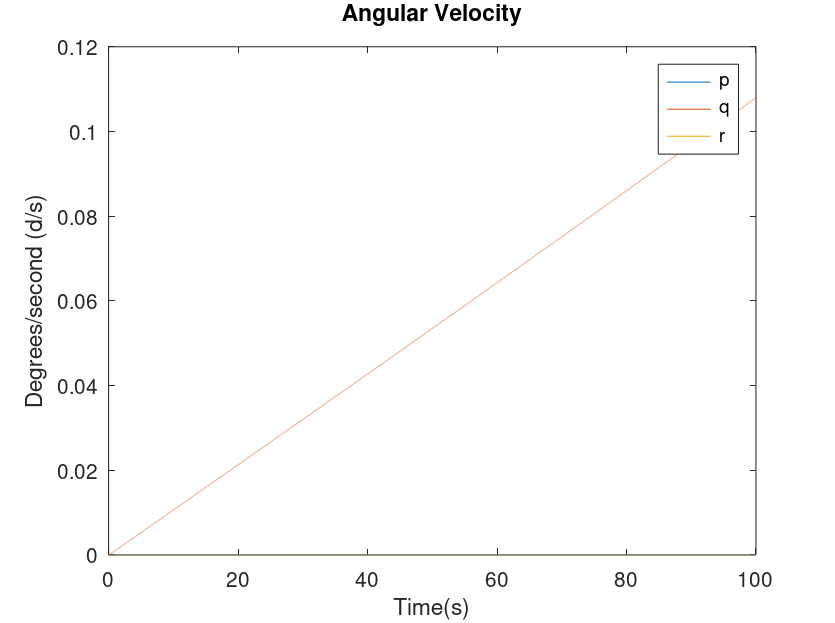 Angular Velocity
0.12
0.1
0.08
0.06
0.04
0.02
0
Degrees/second (d/s)
p
q
r
0 20 40 60 80 100
Time(s)